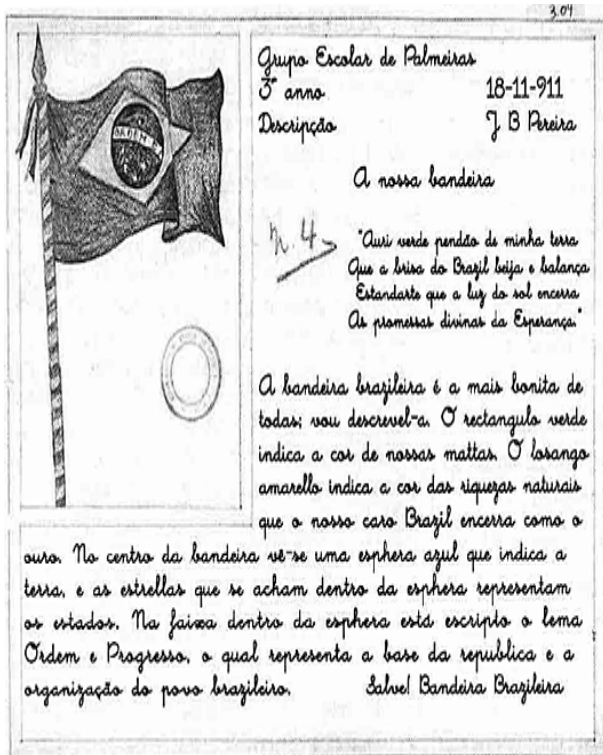 3.04
Grupo Escolar de Palmeiras
3º anno 18-11-911
Descripção J. B Pereira
A nossa bandeira
ORDEM E P
n. 4
"Auri verde pendão de minha terra
Que a brisa do Brazil beija e balança
Estandarte que a luz do sol encerra
As promessas divinas da Esperança."
A bandeira brazileira é a mais bonita de
todas; vou descrevel-a. O rectangulo verde
indica a cor de nossas mattas. O losango
amarello indica a cor das riquezas naturais
que o nosso caro Brazil encerra como o
ouro. No centro da bandeira vê-se uma esphera azul que indica a
terra, e as estrellas que se acham dentro da esphera representam
os estados. Na faixa dentro da esphera está escripto o lema
Ordem e Progresso, o qual representa a base da republica e a
organização do povo brazileiro. Salve! Bandeira Brazileira